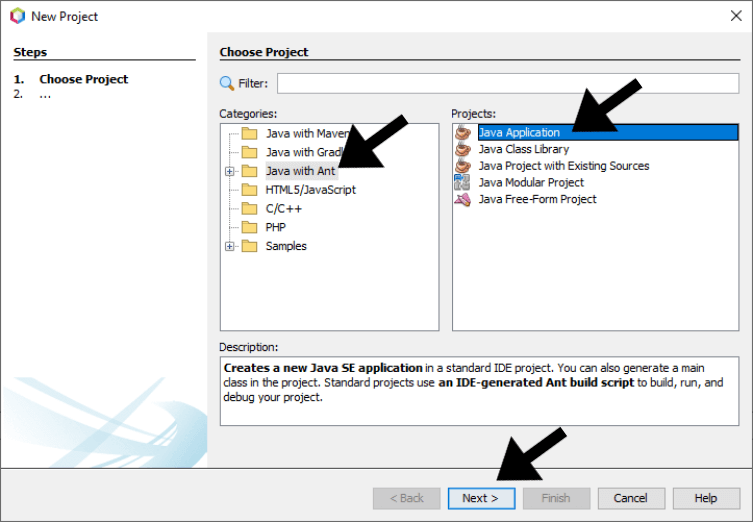 New Project
Steps
1. Choose Project
2. ...
Choose Project
Filter:
Categories:
Java with Maven
Java with Gradle
Java with Ant
HTML5/JavaScript
C/C++
PHP
Samples
Projects:
Java Application
Java Class Library
Java Project with Existing Sources
Java Modular Project
Java Free-Form Project
Description:
Creates a new Java SE application in a standard IDE project. You can also generate a main
class in the project. Standard projects use an IDE-generated Ant build script to build, run, and
debug your project.
< Back
Next >
Finish
Cancel
Help